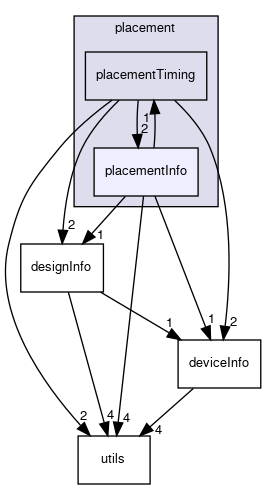 placement
placementTiming
1
2
placementInfo
2
1
designInfo
1
1
2
deviceInfo
2
4
4
4
utils